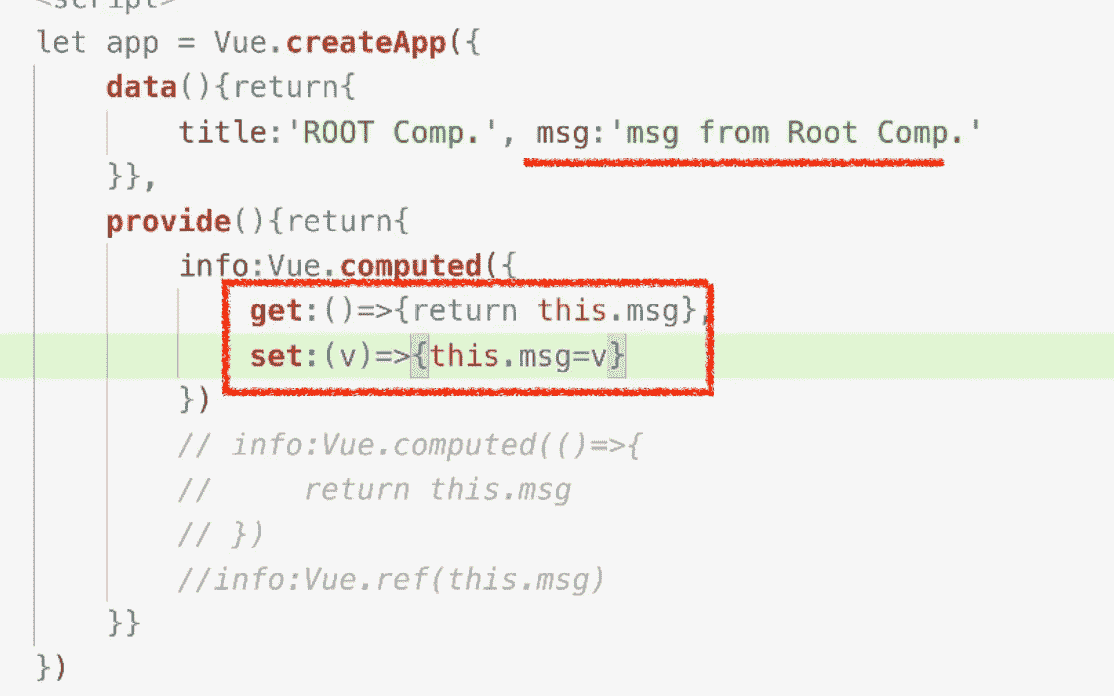 <script>
let app = Vue.createApp({
data(){return{
title:'ROOT Comp.', msg:'msg from Root Comp.'
}},
provide(){return{
info:Vue.computed({
get:()=>{return this.msg},
set:(v)=>{this.msg=v}
})
// info:Vue.computed(()=>{
// return this.msg
// })
//info:Vue.ref(this.msg)
}}
})